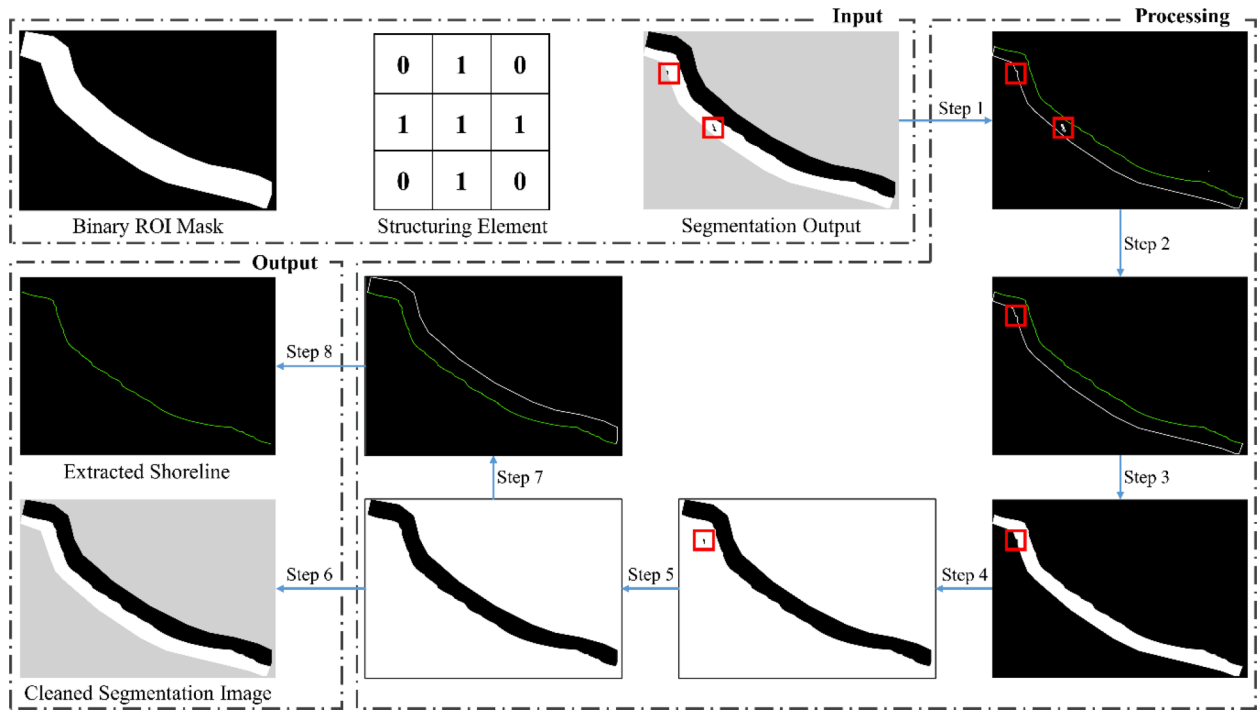 Input
Processing
0 1 0
1 1 1
0 1 0
Binary ROI Mask
Structuring Element
Segmentation Output
Step 1
Step 2
Output
Step 8
Extracted Shoreline
Step 7
Step 3
Step 6
Step 5
Step 4
Cleaned Segmentation Image